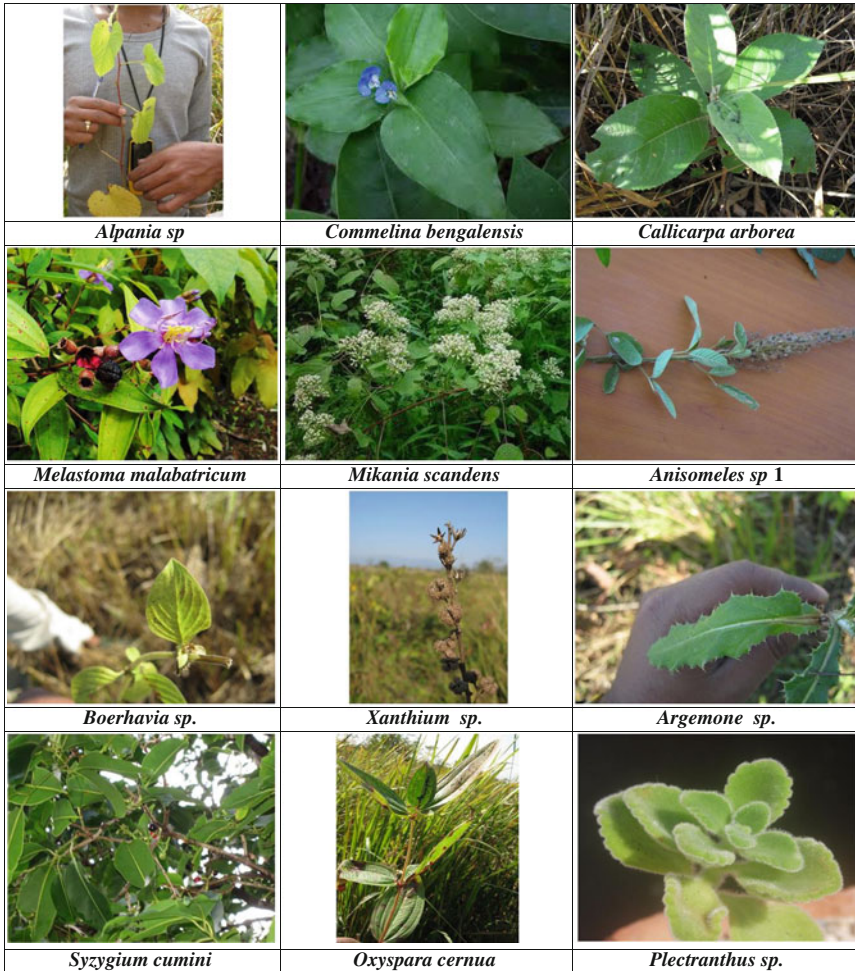 Alpania sp
Commelina bengalensis
Callicarpa arborea
Melastoma malabatricum
Mikania scandens
Anisomeles sp 1
Boerhavia sp.
Xanthium sp.
Argemone sp.
Syzygium cumini
Oxyspara cernua
Plectranthus sp.